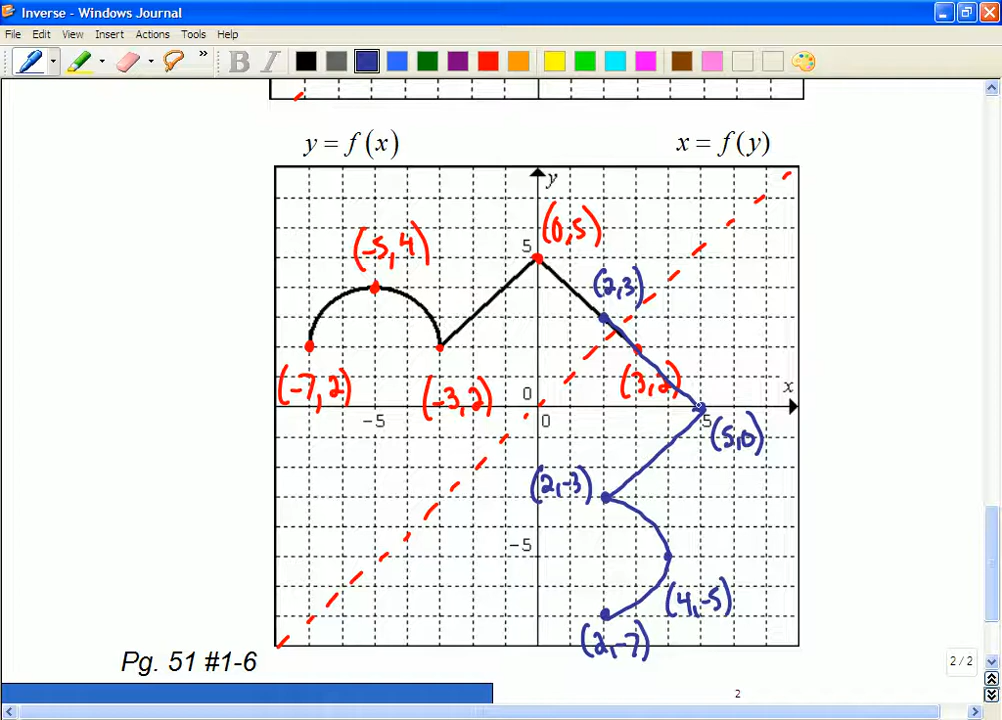 Inverse - Windows Journal
File Edit View Insert Actions Tools Help
» B I
y = f(x) x = f(y)
y
(0,5)
(-5,4)
5
(2,3)
(-7,2) (-3,2) (3,2)
x
0
-5 0 5
(5,0)
(2,-3)
-5
(4,-5)
(2,-7)
Pg. 51 #1-6
2 / 2
2